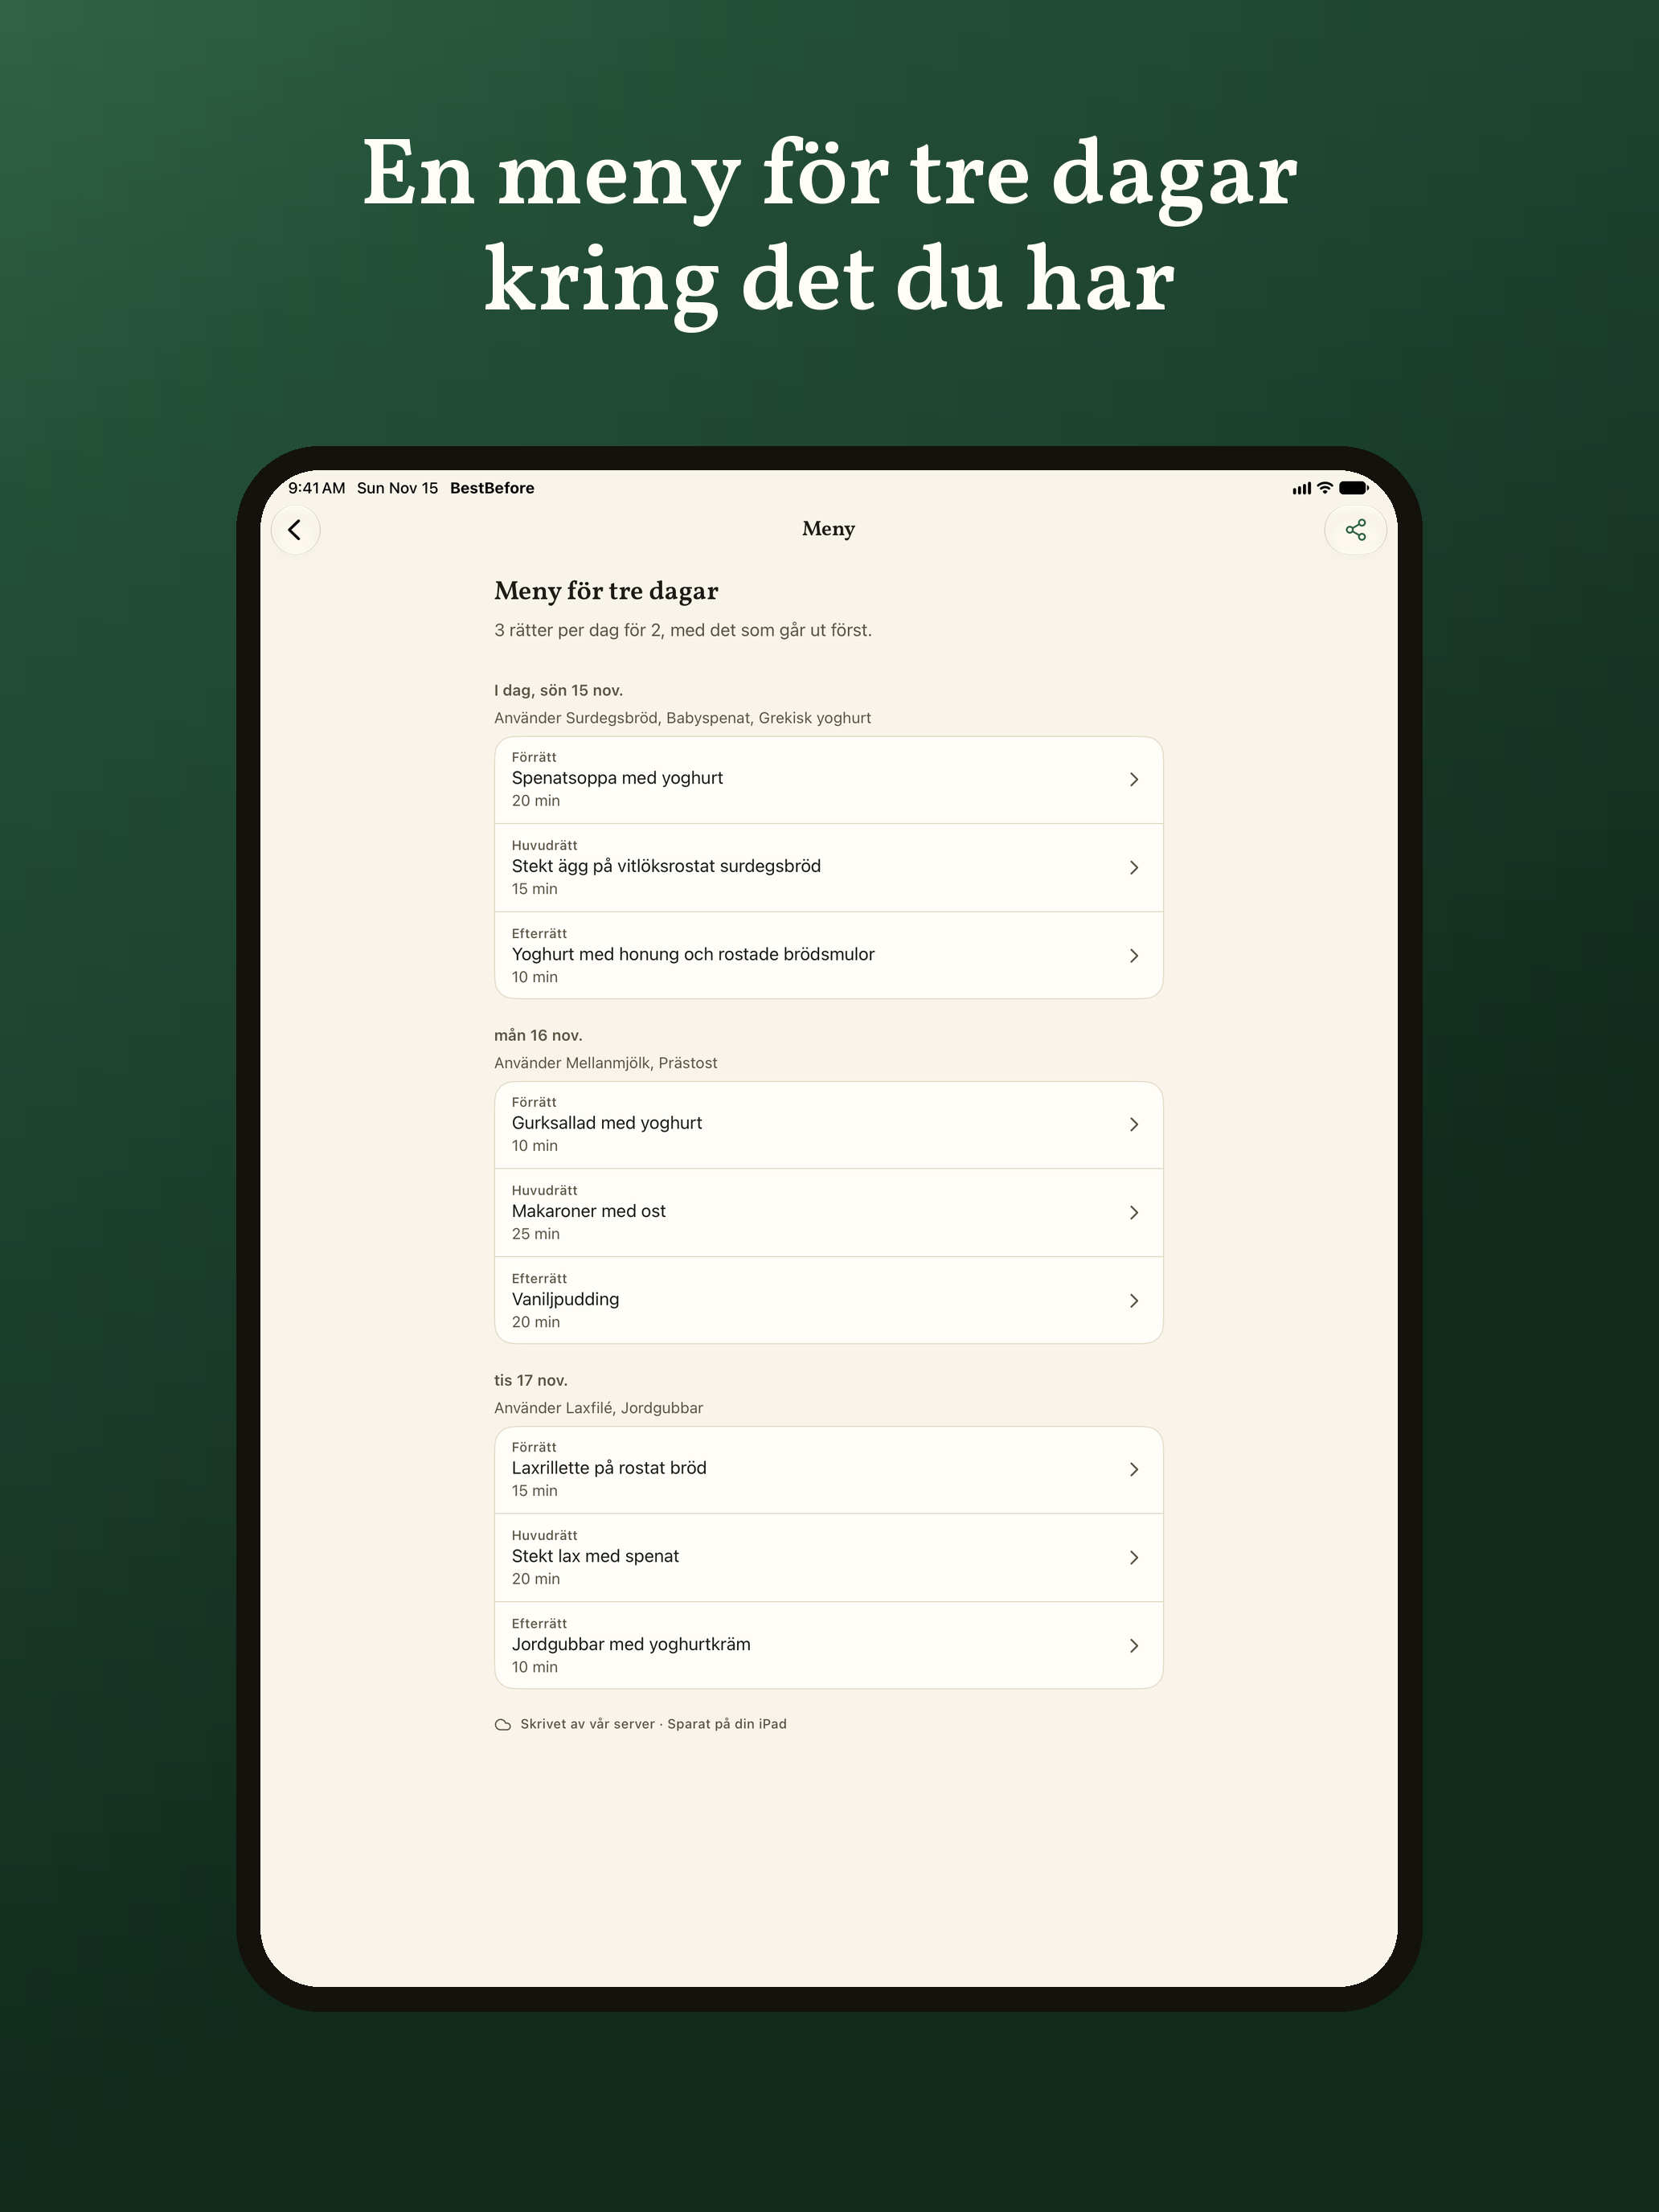 En meny för tre dagar
kring det du har
9:41 AM Sun Nov 15 BestBefore
Meny
Meny för tre dagar
3 rätter per dag för 2, med det som går ut först.
I dag, sön 15 nov.
Använder Surdegsbröd, Babyspenat, Grekisk yoghurt
Förrätt
Spenatsoppa med yoghurt
20 min
Huvudrätt
Stekt ägg på vitlöksrostat surdegsbröd
15 min
Efterrätt
Yoghurt med honung och rostade brödsmulor
10 min
mån 16 nov.
Använder Mellanmjölk, Prästost
Förrätt
Gurksallad med yoghurt
10 min
Huvudrätt
Makaroner med ost
25 min
Efterrätt
Vaniljpudding
20 min
tis 17 nov.
Använder Laxfilé, Jordgubbar
Förrätt
Laxrillette på rostat bröd
15 min
Huvudrätt
Stekt lax med spenat
20 min
Efterrätt
Jordgubbar med yoghurtkräm
10 min
Skrivet av vår server · Sparat på din iPad